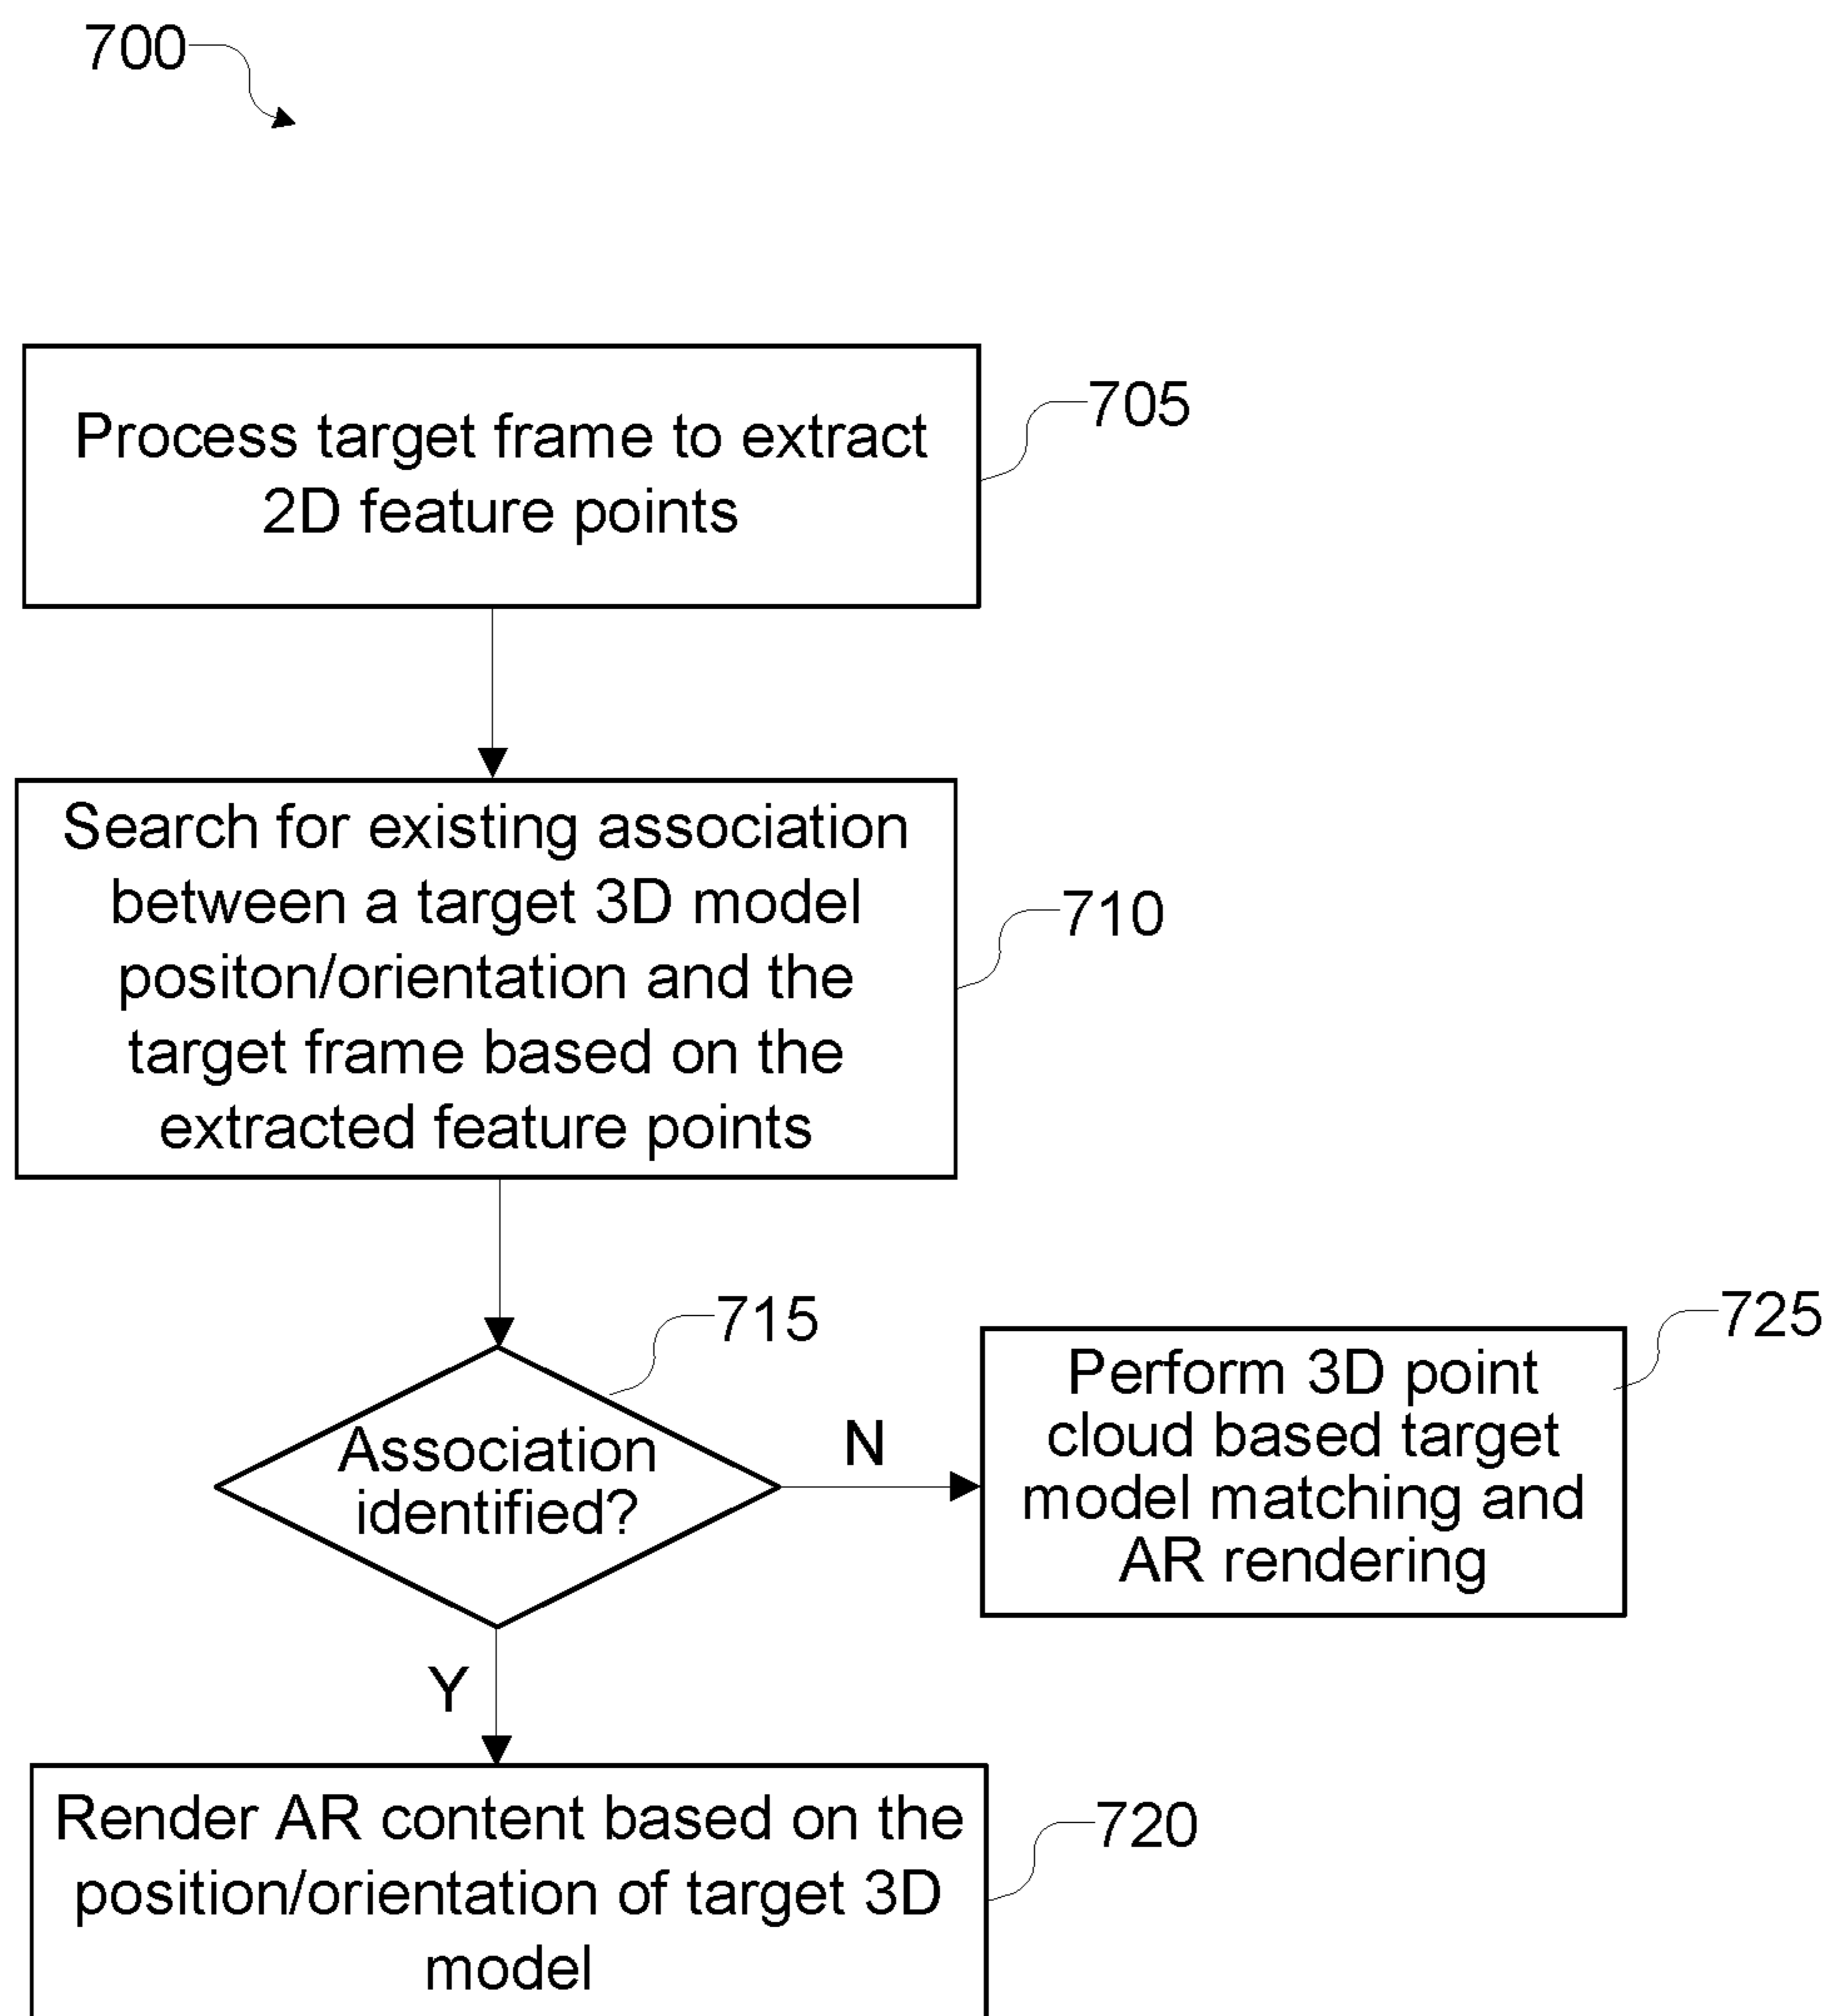 700
Process target frame to extract
2D feature points
705
Search for existing association
between a target 3D model
positon/orientation and the
target frame based on the
extracted feature points
710
Association
identified?
715
N
Perform 3D point
cloud based target
model matching and
AR rendering
725
Y
Render AR content based on the
position/orientation of target 3D
model
720